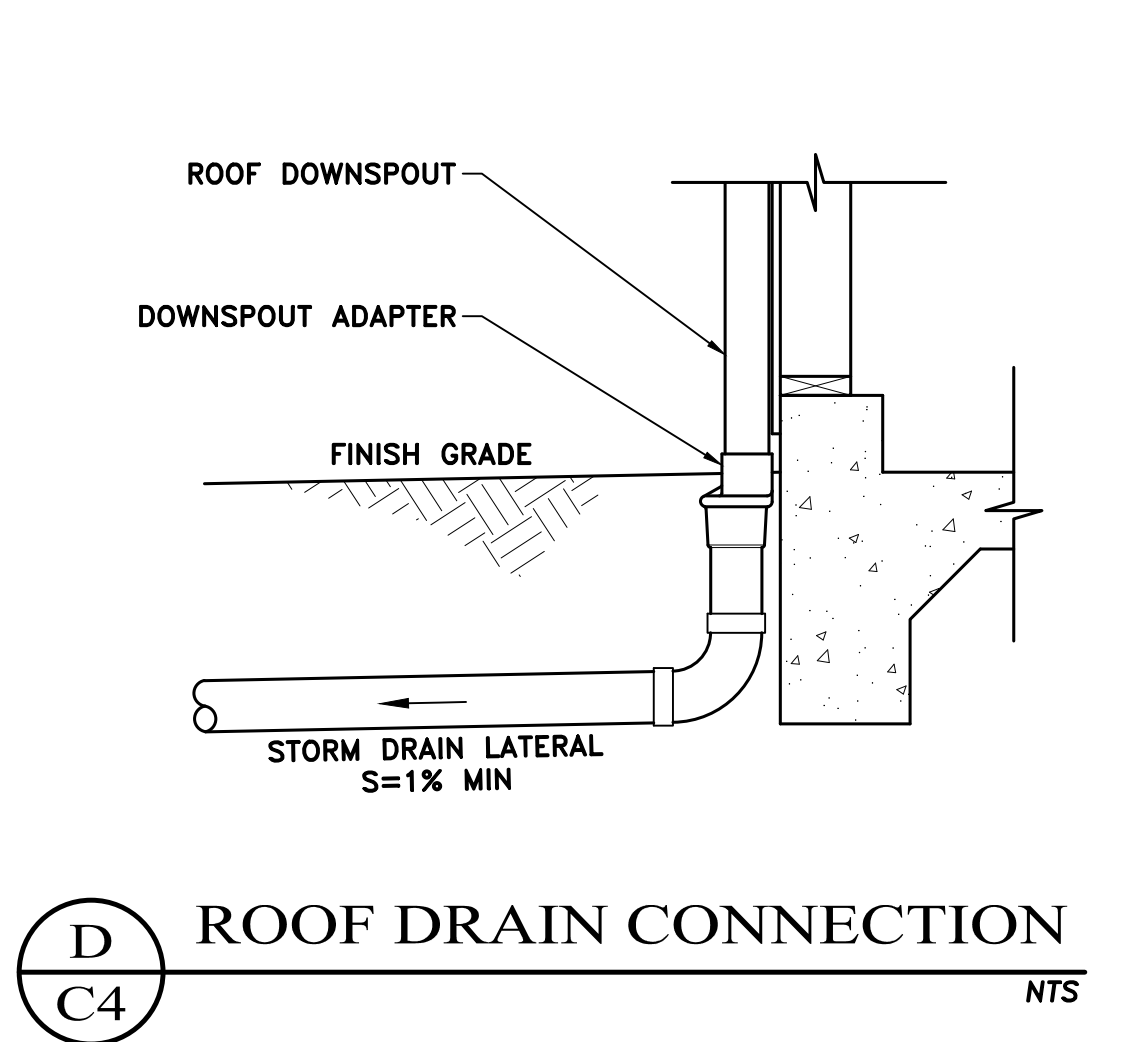 ROOF DOWNSPOUT
DOWNSPOUT ADAPTER
FINISH GRADE
STORM DRAIN LATERAL
S=1% MIN
D
C4
ROOF DRAIN CONNECTION
NTS